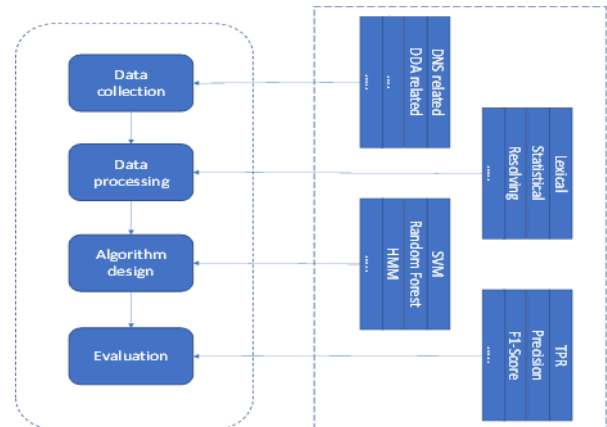 Data
collection
Data
processing
Algorithm
design
Evaluation
DNS related
DDA related
....
....
Lexical
Statistical
Resolving
....
SVM
Random Forest
HMM
....
TPR
Precision
F1-Score
....